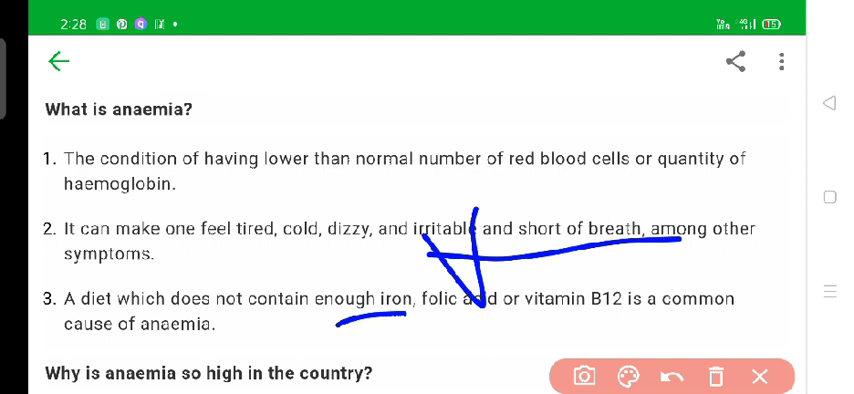 2:28
What is anaemia?
1. The condition of having lower than normal number of red blood cells or quantity of
haemoglobin.
2. It can make one feel tired, cold, dizzy, and irritable and short of breath, among other
symptoms.
3. A diet which does not contain enough iron, folic acid or vitamin B12 is a common
cause of anaemia.
Why is anaemia so high in the country?